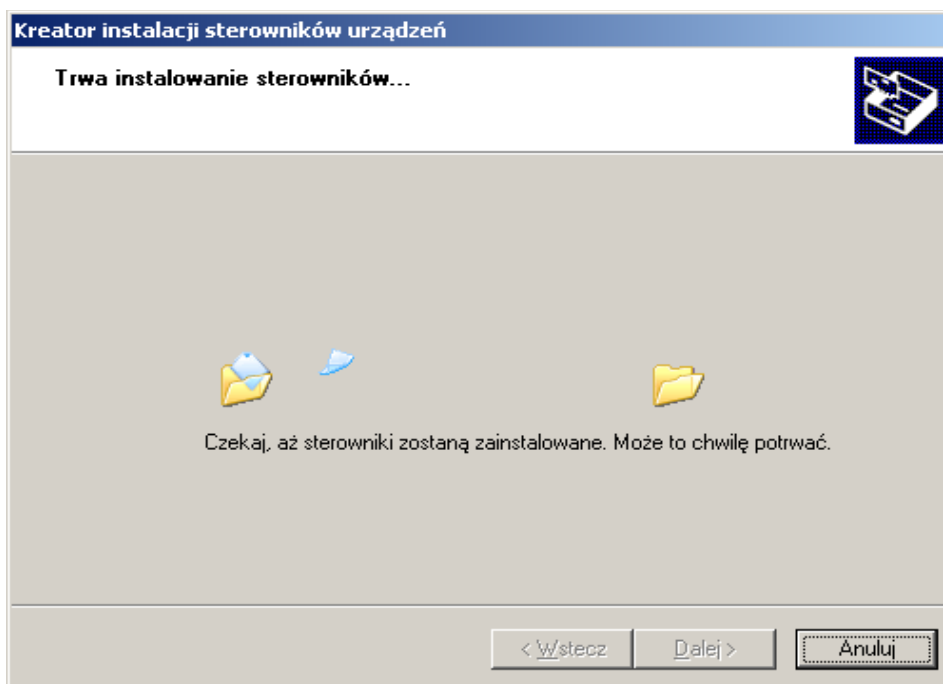 Kreator instalacji sterowników urządzeń
Trwa instalowanie sterowników...
Czekaj, aż sterowniki zostaną zainstalowane. Może to chwilę potrwać.
< Wstecz
Dalej >
Anuluj